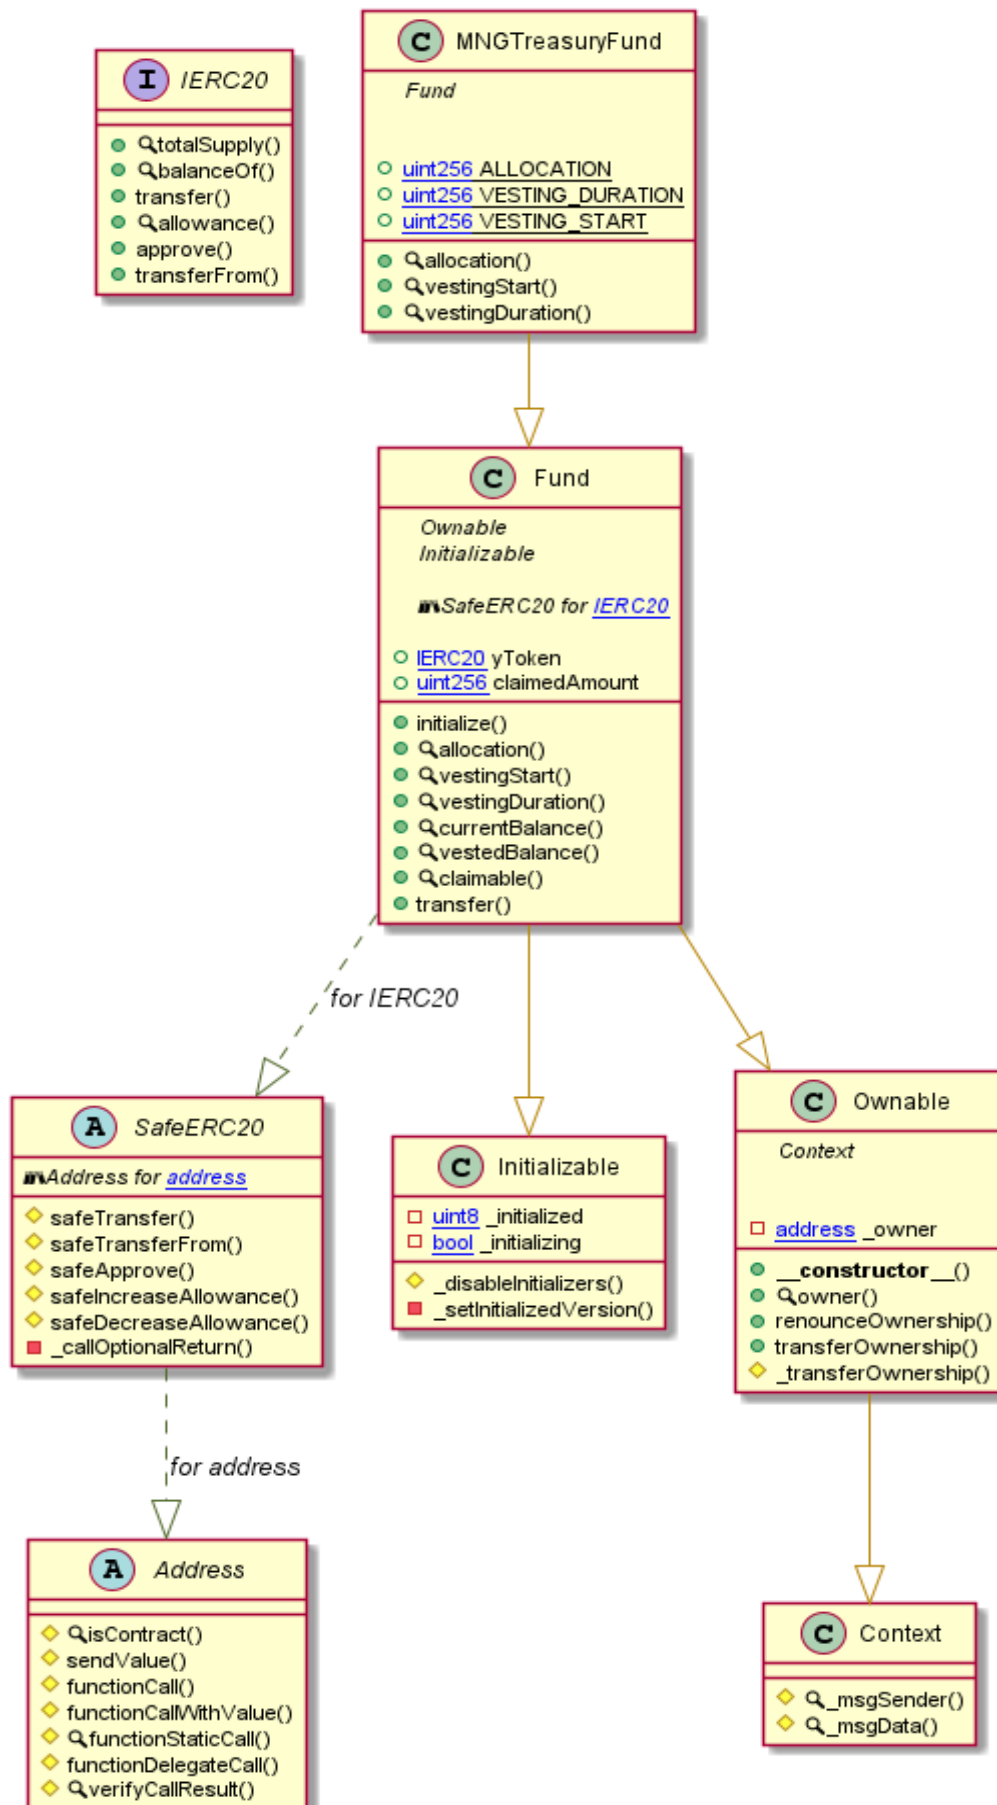 I IERC20
totalSupply()
balanceOf()
transfer()
allowance()
approve()
transferFrom()
C MNGTreasuryFund
Fund
uint256 ALLOCATION
uint256 VESTING_DURATION
uint256 VESTING_START
allocation()
vestingStart()
vestingDuration()
C Fund
Ownable
Initializable
SafeERC20 for IERC20
IERC20 yToken
uint256 claimedAmount
initialize()
allocation()
vestingStart()
vestingDuration()
currentBalance()
vestedBalance()
claimable()
transfer()
for IERC20
A SafeERC20
Address for address
safeTransfer()
safeTransferFrom()
safeApprove()
safeIncreaseAllowance()
safeDecreaseAllowance()
_callOptionalReturn()
C Initializable
uint8 _initialized
bool _initializing
_disableInitializers()
_setInitializedVersion()
C Ownable
Context
address _owner
__constructor__()
owner()
renounceOwnership()
transferOwnership()
_transferOwnership()
for address
A Address
isContract()
sendValue()
functionCall()
functionCallWithValue()
functionStaticCall()
functionDelegateCall()
verifyCallResult()
C Context
_msgSender()
_msgData()